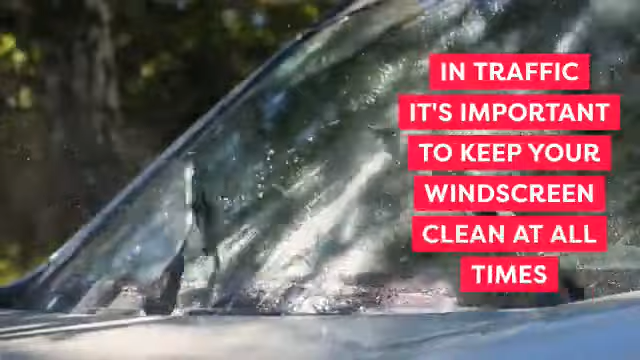 IN TRAFFIC
IT'S IMPORTANT
TO KEEP YOUR
WINDSCREEN
CLEAN AT ALL
TIMES